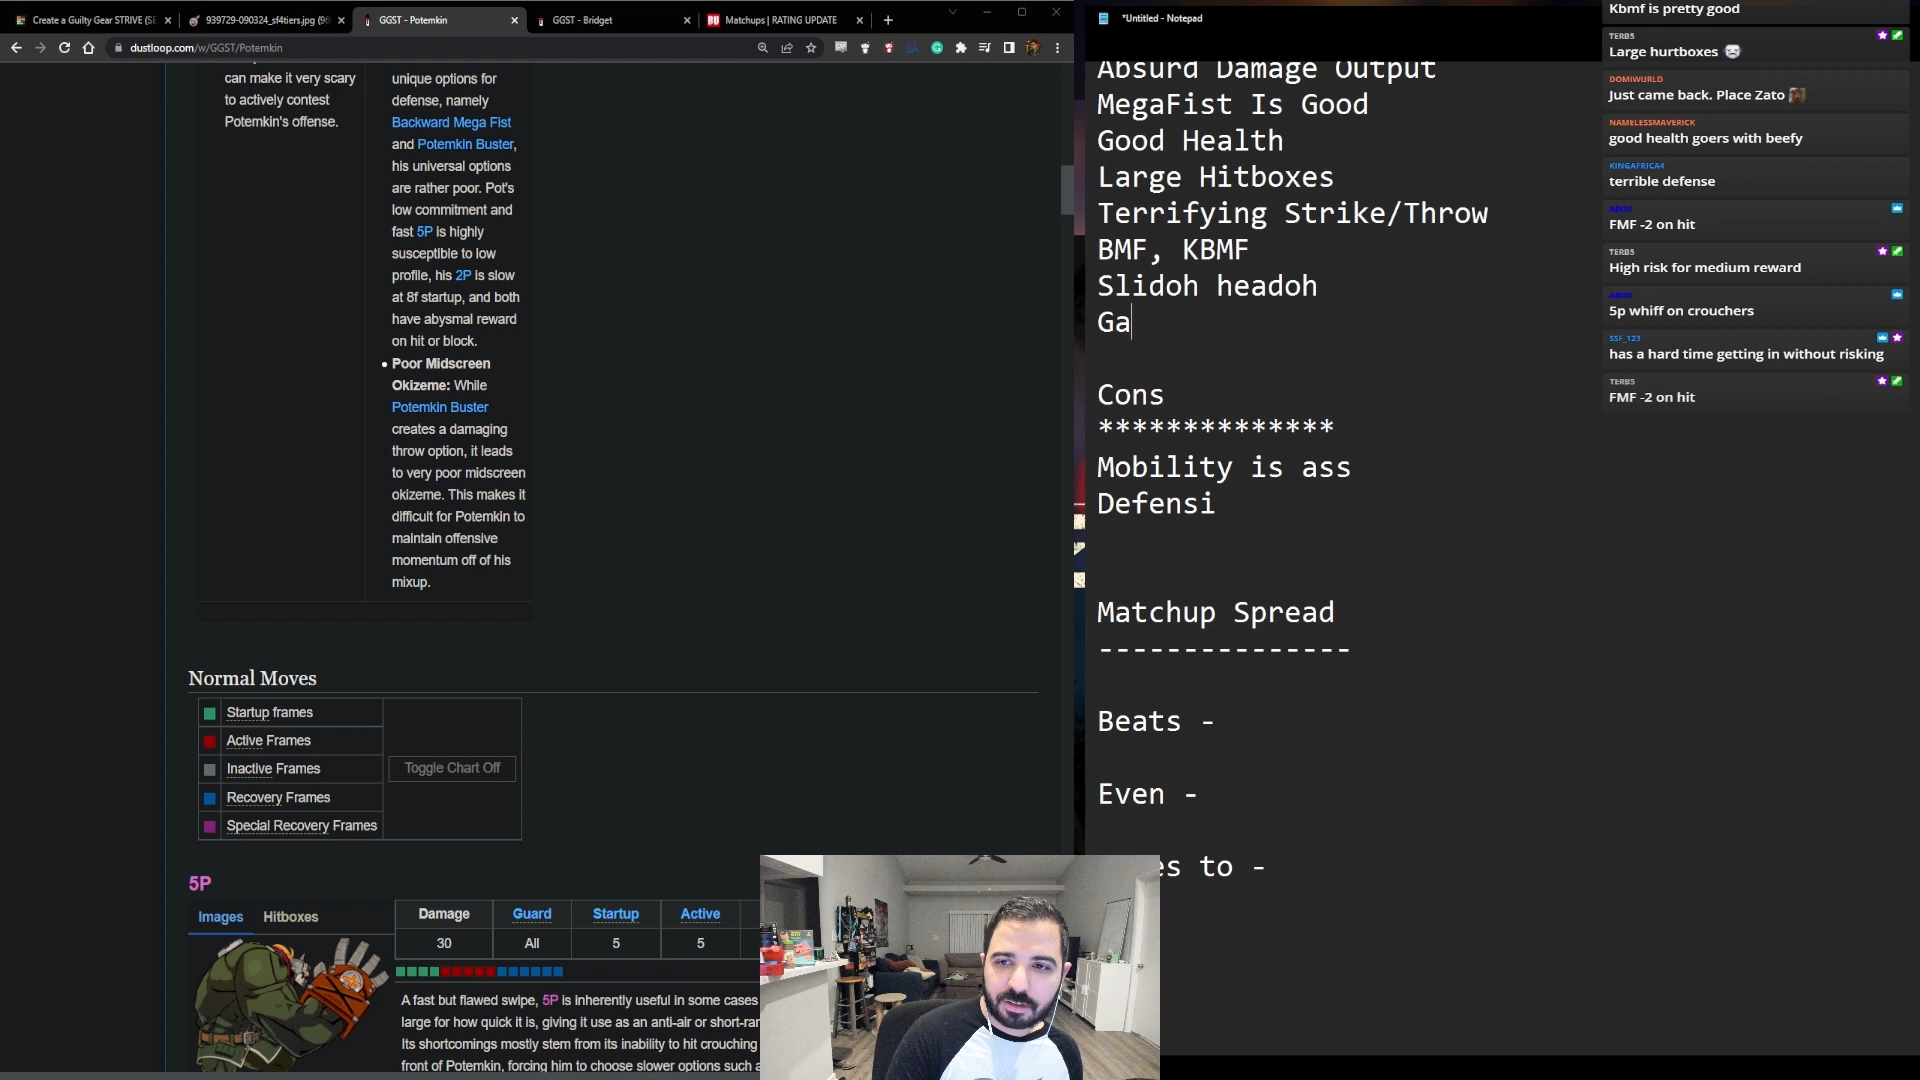 Create a Guilty Gear STRIVE (SE
939729-090324_sf4tiers.jpg (96
GGST - Potemkin
GGST - Bridget
Matchups | RATING UPDATE
dustloop.com/w/GGST/Potemkin
can make it very scary
to actively contest
Potemkin's offense.
unique options for
defense, namely
Backward Mega Fist
and Potemkin Buster,
his universal options
are rather poor. Pot's
low commitment and
fast 5P is highly
susceptible to low
profile, his 2P is slow
at 8f startup, and both
have abysmal reward
on hit or block.
• Poor Midscreen
Okizeme: While
Potemkin Buster
creates a damaging
throw option, it leads
to very poor midscreen
okizeme. This makes it
difficult for Potemkin to
maintain offensive
momentum off of his
mixup.
Normal Moves
Startup frames
Active Frames
Inactive Frames
Recovery Frames
Special Recovery Frames
Toggle Chart Off
5P
Images Hitboxes
Damage Guard Startup Active
30 All 5 5
A fast but flawed swipe, 5P is inherently useful in some cases
large for how quick it is, giving it use as an anti-air or short-ran
Its shortcomings mostly stem from its inability to hit crouching
front of Potemkin, forcing him to choose slower options such a
*Untitled - Notepad
Absurd Damage Output
MegaFist Is Good
Good Health
Large Hitboxes
Terrifying Strike/Throw
BMF, KBMF
Slidoh headoh
Ga
Cons
**************
Mobility is ass
Defensi
Matchup Spread
---------------
Beats -
Even -
es to -
Kbmf is pretty good
TERB5
Large hurtboxes
DOMIWURLD
Just came back. Place Zato
NAMELESSMAVERICK
good health goers with beefy
KINGAFRICA4
terrible defense
FMF -2 on hit
TERB5
High risk for medium reward
5p whiff on crouchers
SSF_123
has a hard time getting in without risking
TERB5
FMF -2 on hit